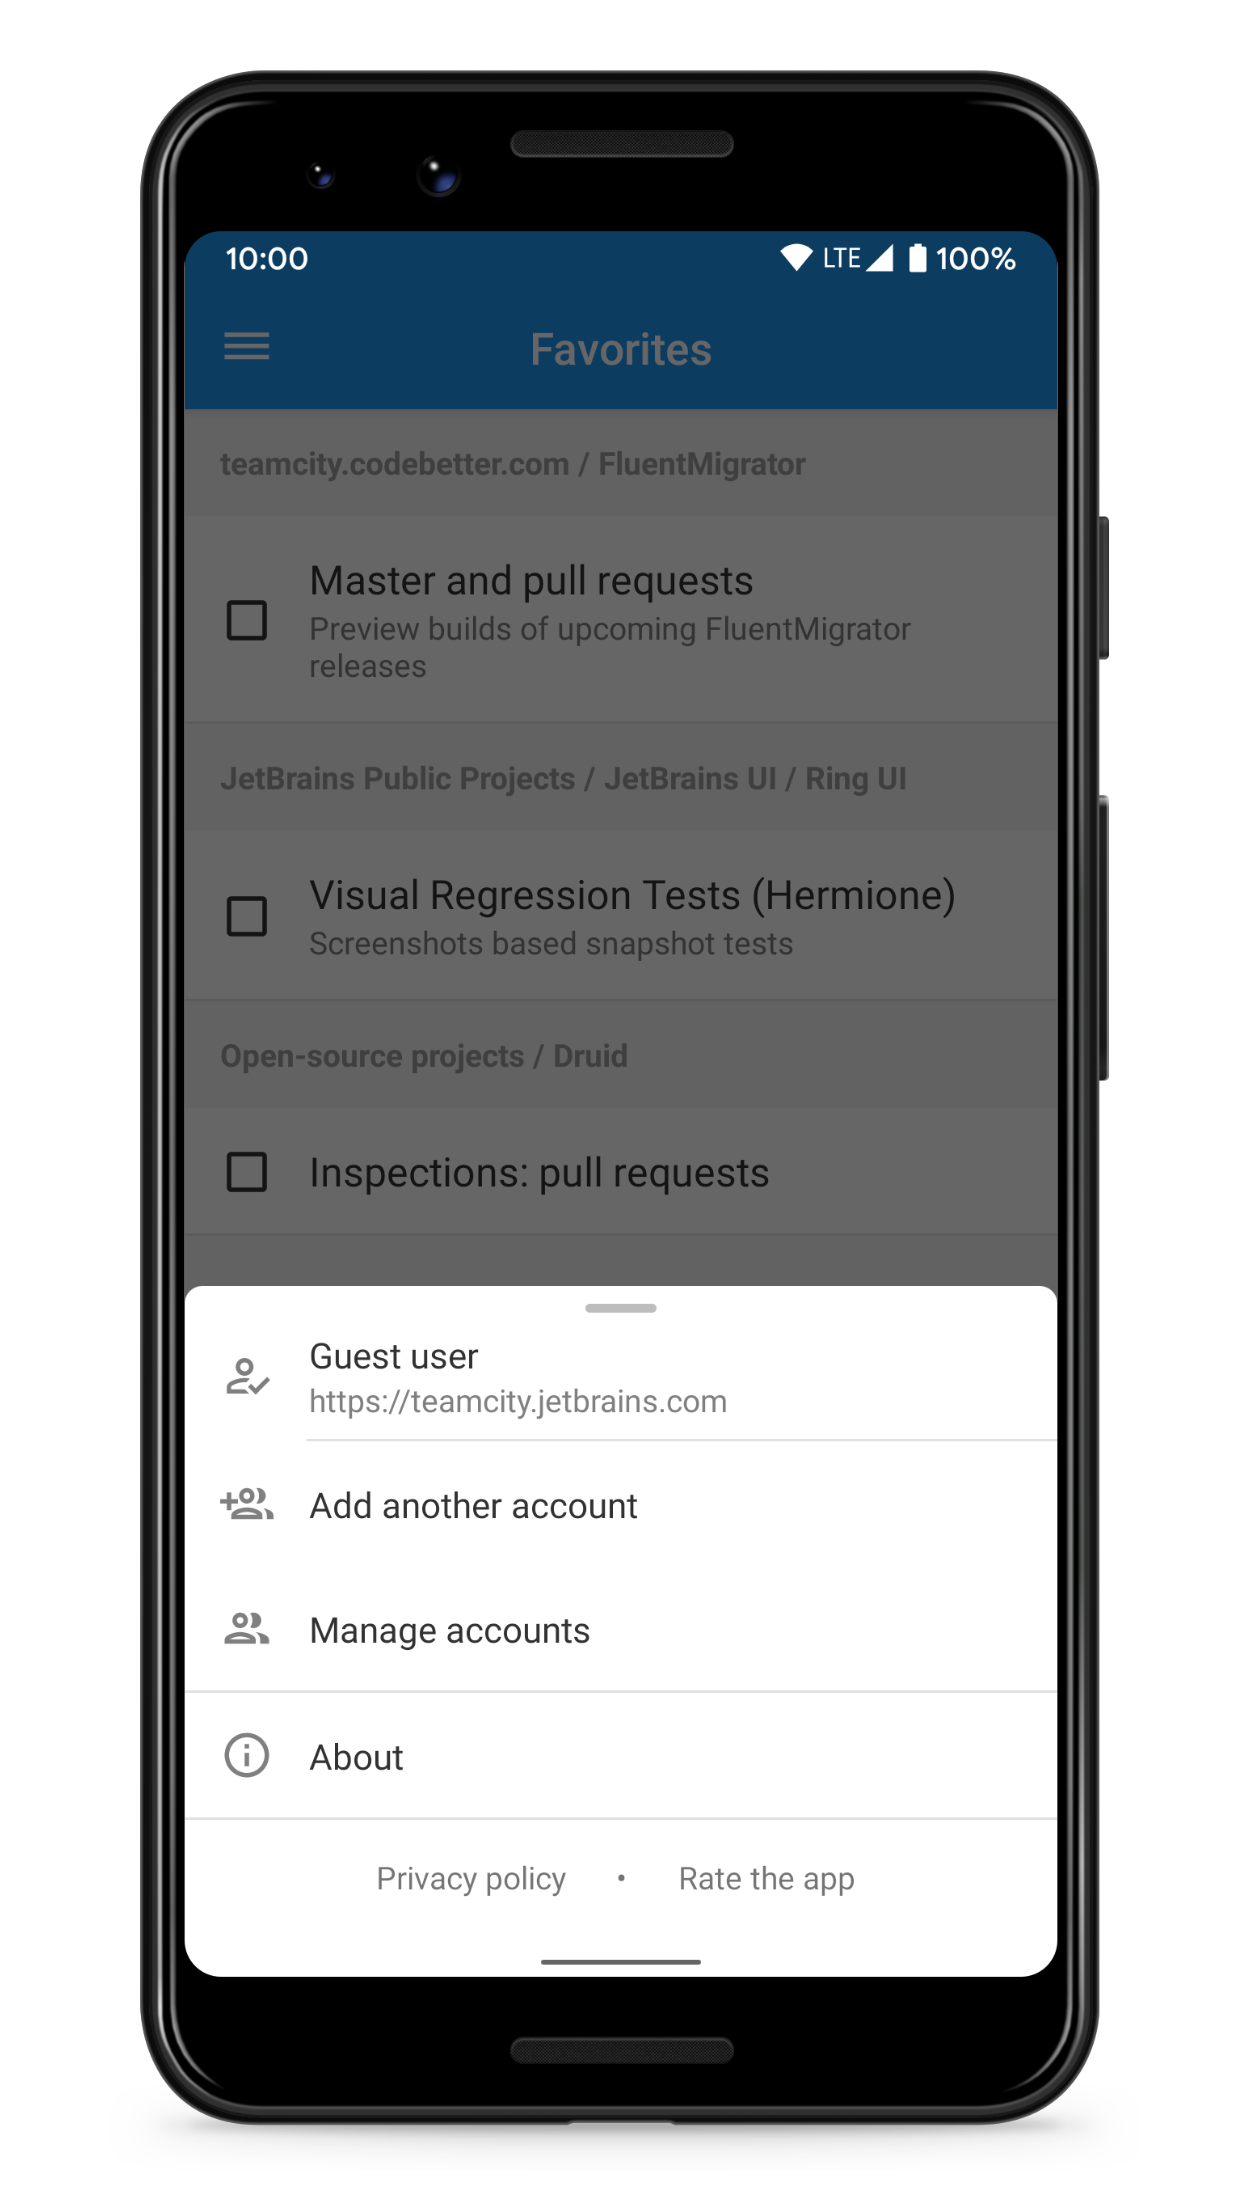 10:00 LTE 100%
Favorites
teamcity.codebetter.com / FluentMigrator
Master and pull requests
Preview builds of upcoming FluentMigrator
releases
JetBrains Public Projects / JetBrains UI / Ring UI
Visual Regression Tests (Hermione)
Screenshots based snapshot tests
Open-source projects / Druid
Inspections: pull requests
Guest user
https://teamcity.jetbrains.com
Add another account
Manage accounts
About
Privacy policy • Rate the app